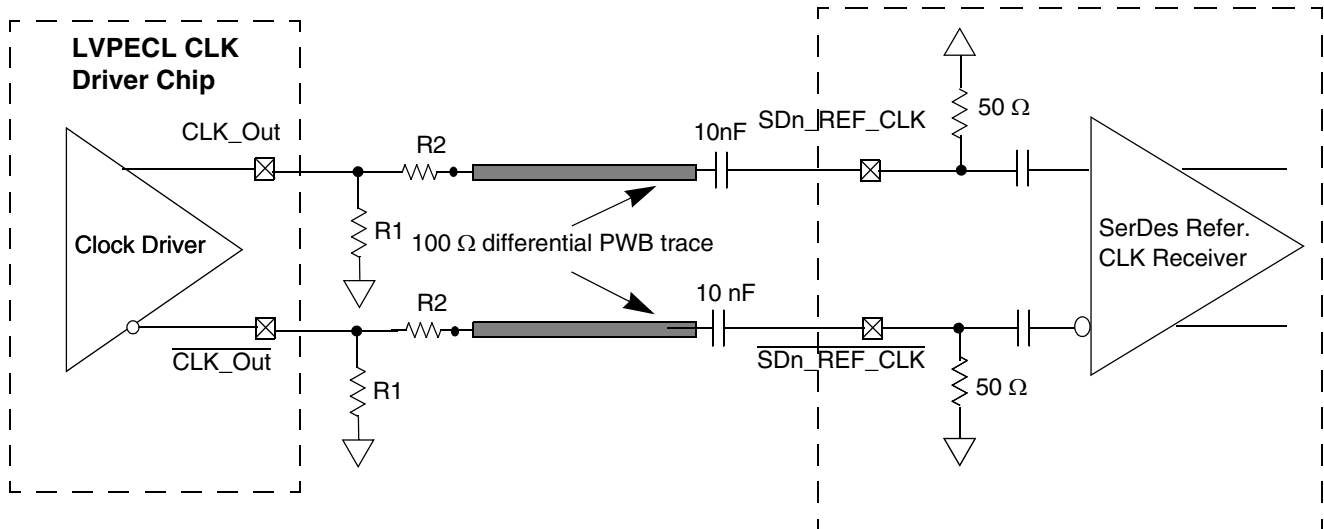 LVPECL CLK
Driver Chip
CLK_Out
Clock Driver
CLK_Out
R2
R1
100 Ω differential PWB trace
R2
R1
10nF
10 nF
SDn_REF_CLK
SDn_REF_CLK
50 Ω
50 Ω
SerDes Refer.
CLK Receiver